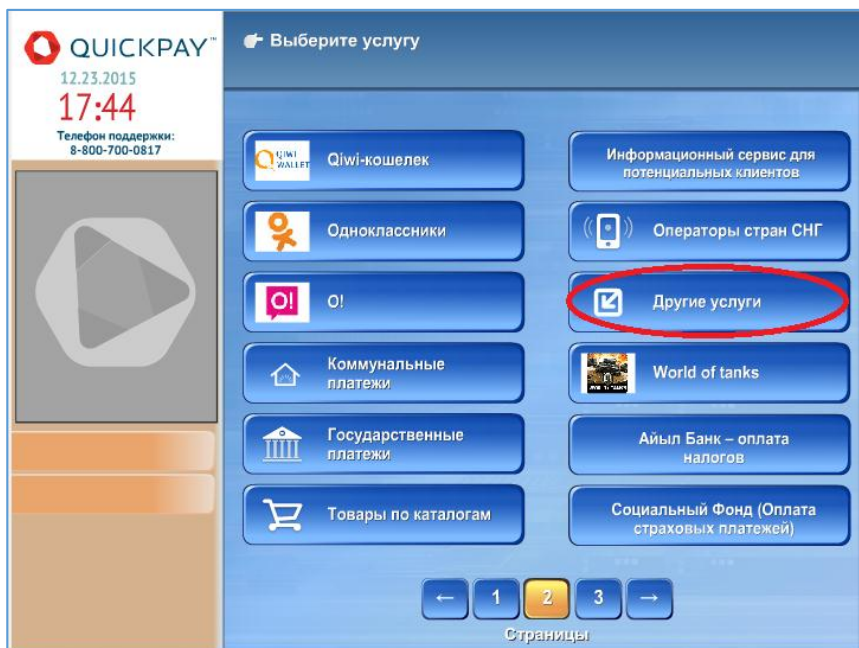 QUICKPAY™
12.23.2015
17:44
Телефон поддержки:
8-800-700-0817
Выберите услугу
QIWI
WALLET
Qiwi-кошелек
Одноклассники
O!
O!
Коммунальные
платежи
Государственные
платежи
Товары по каталогам
Информационный сервис для
потенциальных клиентов
Операторы стран СНГ
Другие услуги
World of tanks
Айыл Банк – оплата
налогов
Социальный Фонд (Оплата
страховых платежей)
← 1 2 3 →
Страницы